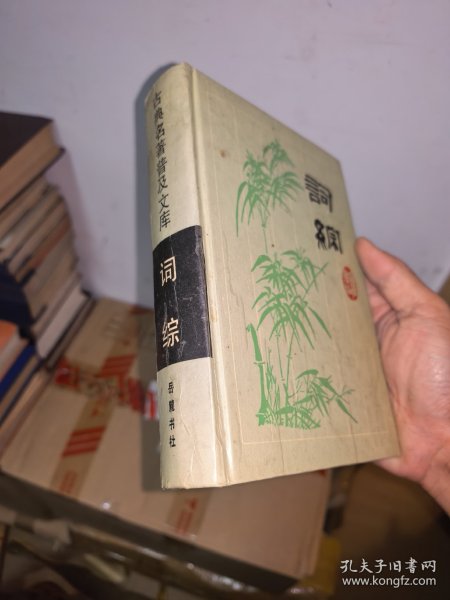 古典名著普及文库
词
综
岳麓书社
詞
綜
孔夫子旧书网
www.kongfz.com